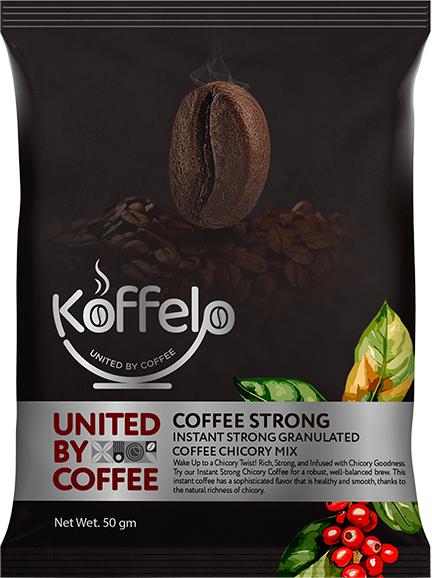 Koffelo
UNITED BY COFFEE
UNITED
BY
COFFEE
COFFEE STRONG
INSTANT STRONG GRANULATED
COFFEE CHICORY MIX
Wake Up to a Chicory Twist! Rich, Strong, and Infused with Chicory Goodness.
Try our Instant Strong Chicory Coffee for a robust, well-balanced brew. This
instant coffee has a sophisticated flavor that is healthy and smooth, thanks to
the natural richness of chicory.
Net Wet. 50 gm